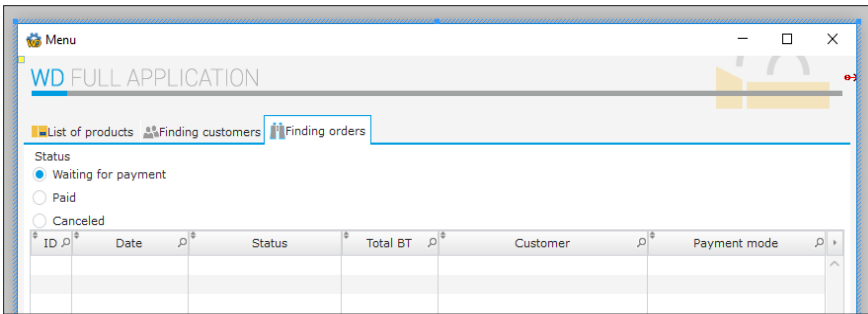 Menu
WD FULL APPLICATION
List of products Finding customers Finding orders
Status
Waiting for payment
Paid
Canceled
ID Date Status Total BT Customer Payment mode